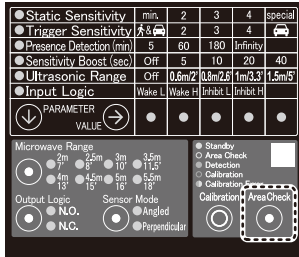 Static Sensitivity min. 2 3 4 special
Trigger Sensitivity & 2 3 4
Presence Detection (min) 5 60 180 Infinity
Sensitivity Boost (sec) Off 5 10 20 40
Ultrasonic Range Off 0.6m/2' 0.8m/2.6' 1m/3.3' 1.5m/5'
Input Logic Wake L Wake H Inhibit L Inhibit H
PARAMETER
VALUE
Microwave Range
2m 2.5m 3m 3.5m
7' 8' 10' 11.5'
4m 4.5m 5m 5.5m
13' 15' 16' 18'
Output Logic
N.O.
N.C.
Sensor Mode
Angled
Perpendicular
Standby
Area Check
Detection
Calibration
Calibration
Calibration
Area Check